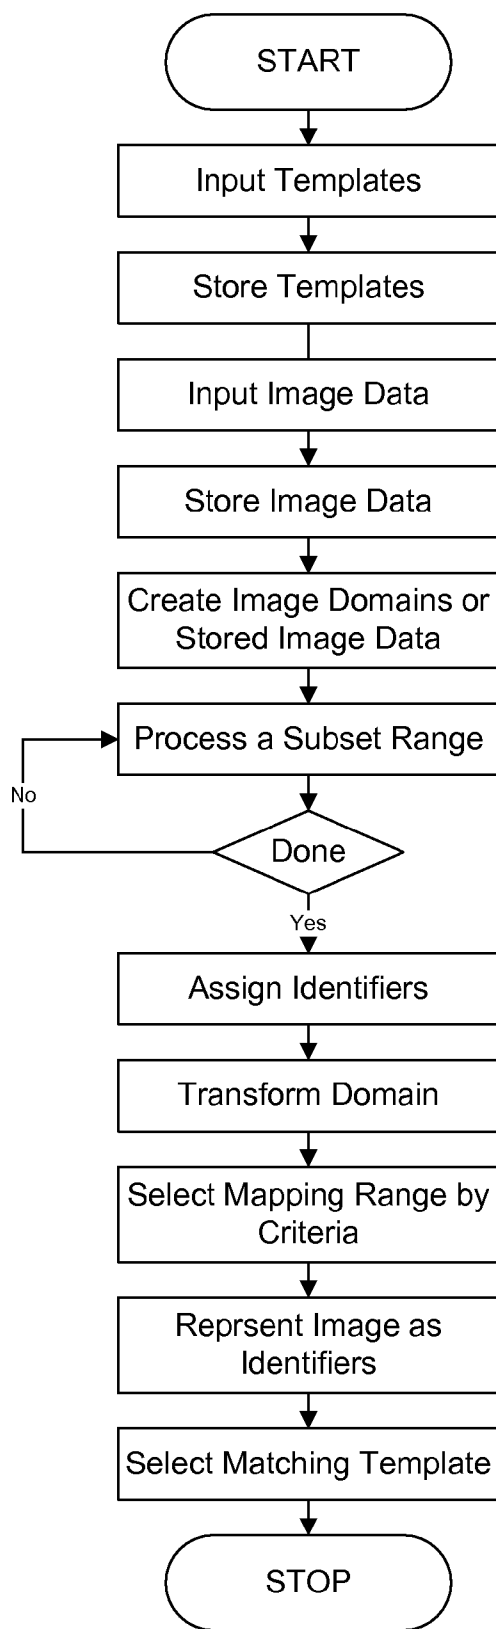 START
Input Templates
Store Templates
Input Image Data
Store Image Data
Create Image Domains or
Stored Image Data
Process a Subset Range
No
Done
Yes
Assign Identifiers
Transform Domain
Select Mapping Range by
Criteria
Reprsent Image as
Identifiers
Select Matching Template
STOP